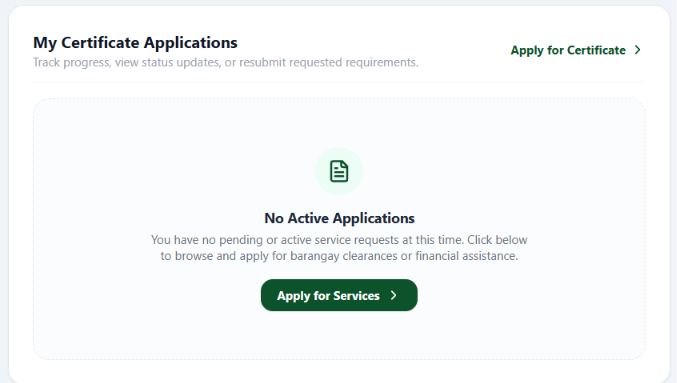 My Certificate Applications
Track progress, view status updates, or resubmit requested requirements.
Apply for Certificate
No Active Applications
You have no pending or active service requests at this time. Click below
to browse and apply for barangay clearances or financial assistance.
Apply for Services